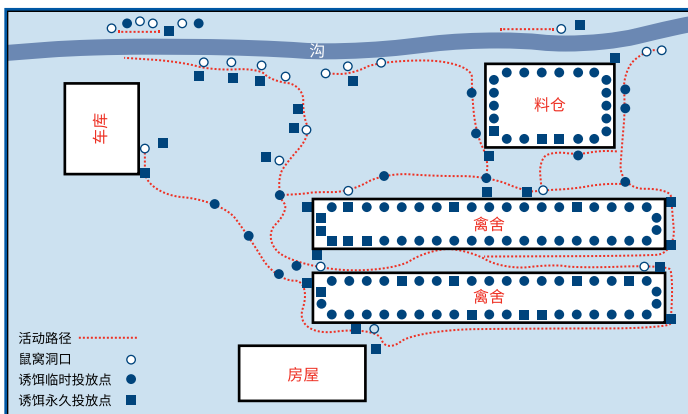 沟
料仓
车库
禽舍
禽舍
房屋
活动路径
鼠窝洞口
诱饵临时投放点
诱饵永久投放点